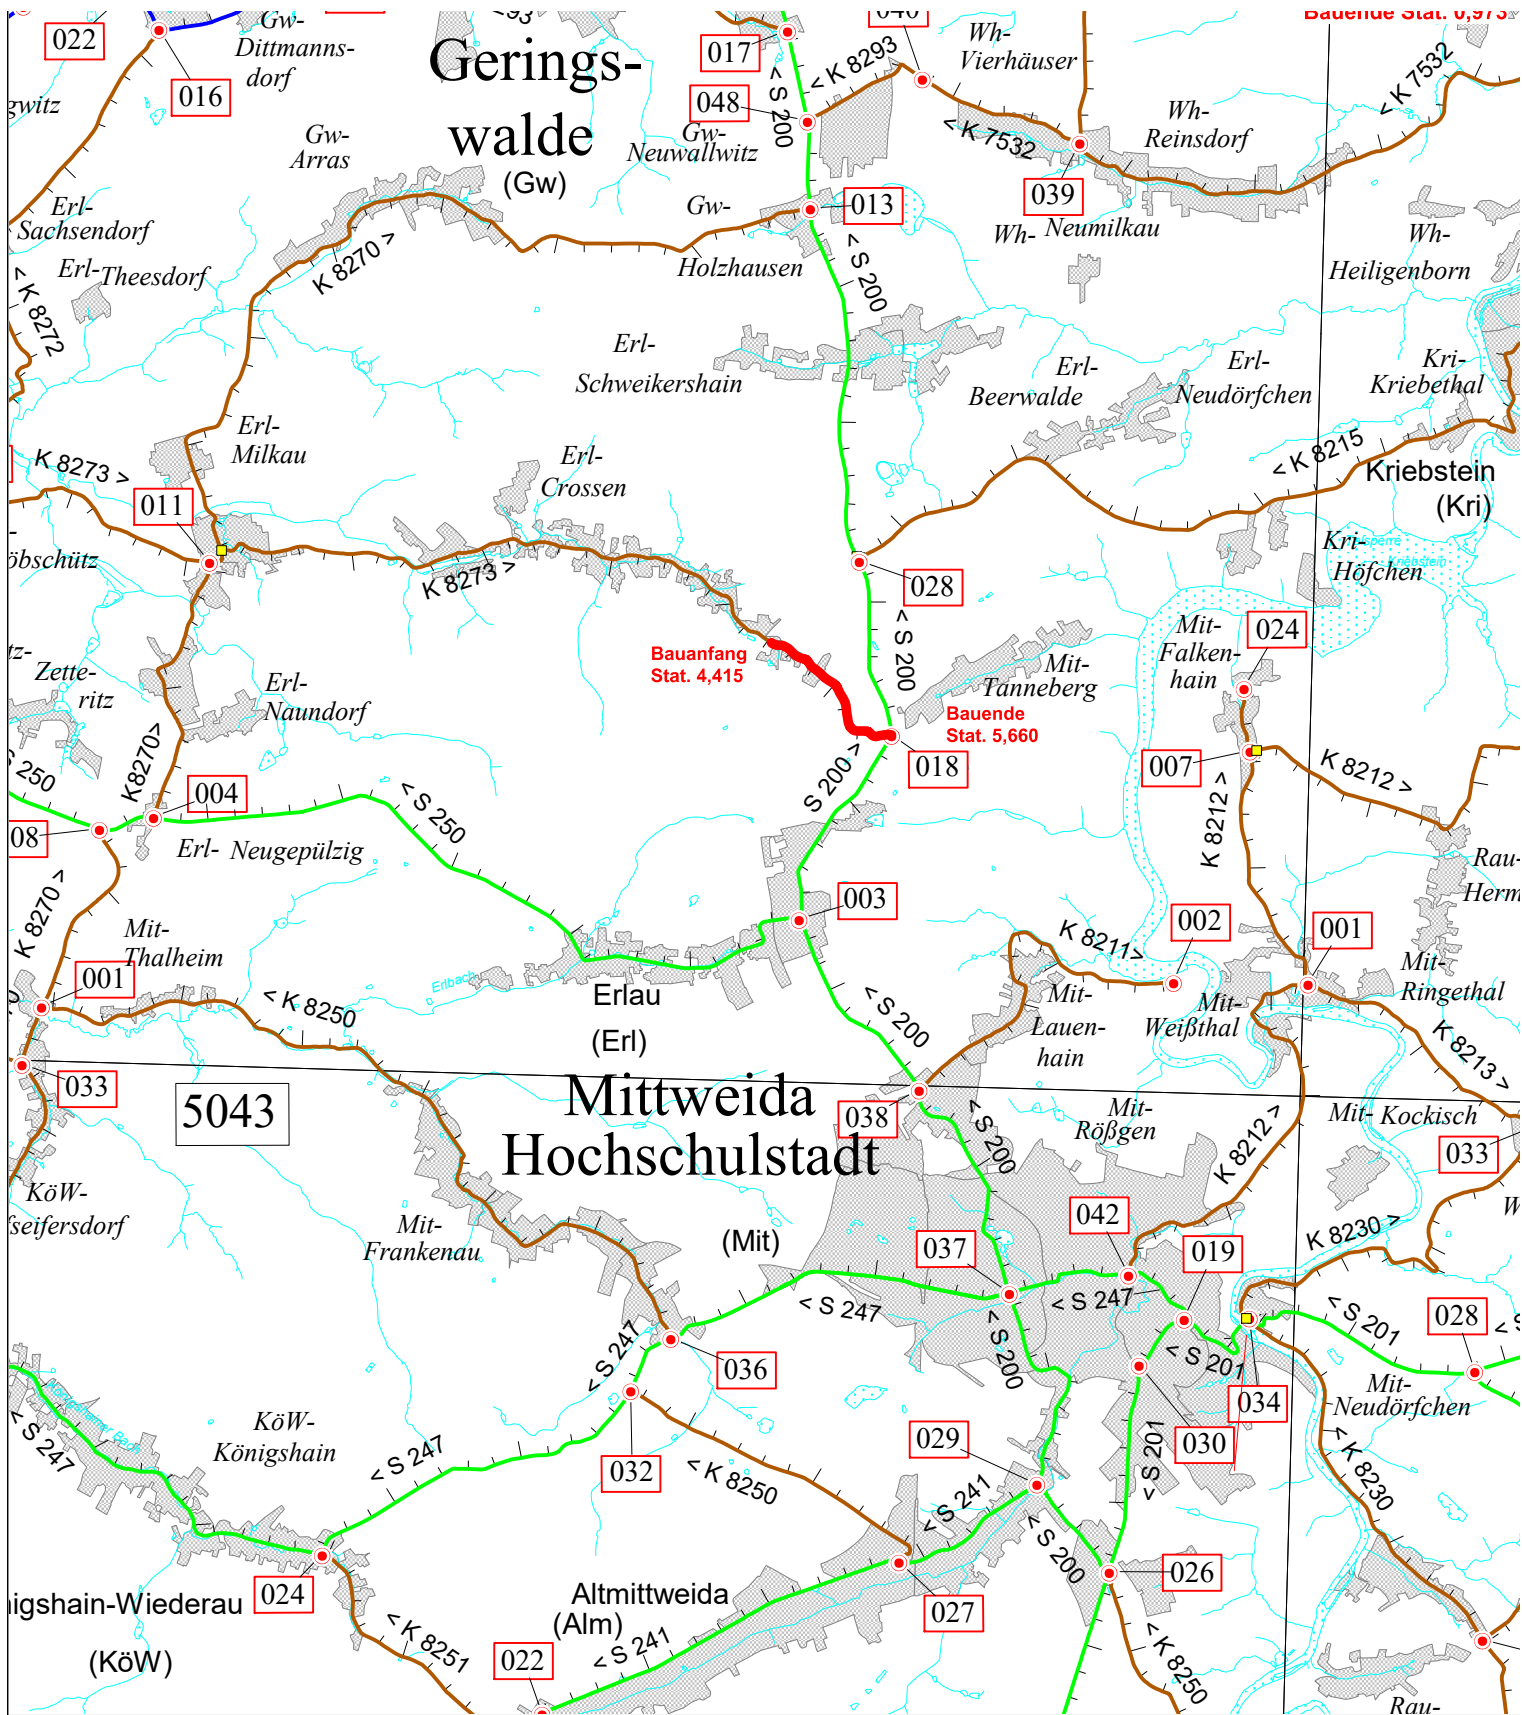 022
016
Gw-
Dittmanns-
dorf
Gerings-
walde
(Gw)
017
048
< S 200
< K 8293
Wh-
Vierhäuser
Bauende Stat. 0,973
< K 7532
< K 7532
Wh-
Reinsdorf
Gw-
Arras
Gw-
Neuwallwitz
039
Wh- Neumilkau
Erl-
Sachsendorf
Erl-Theesdorf
< K 8272
K 8270 >
Gw-
Holzhausen
013
< S 200
Wh-
Heiligenborn
Erl-
Schweikershain
Erl-
Beerwalde
Erl-
Neudörfchen
Kri-
Kriebethal
< K 8215
Kriebstein
(Kri)
Erl-
Milkau
K 8273 >
011
Erl-
Crossen
K 8273 >
028
< S 200
Kri-
Höfchen
Kriebstein
Zette-
ritz
Erl-
Naundorf
Bauanfang
Stat. 4,415
Mit-
Tanneberg
Bauende
Stat. 5,660
Mit-
Falken-
hain
024
018
007
K 8212 >
K 8212 >
K8270>
004
< S 250
S 200 >
Erl- Neugepülzig
003
K 8270 >
Mit-
Thalheim
001
< K 8250
Erlbach
Erlau
(Erl)
< S 200
K 8211>
002
001
Mit-
Lauen-
hain
Mit-
Weißthal
Mit-
Ringethal
K 8213 >
033
5043
Mittweida
Hochschulstadt
(Mit)
038
< S 200
Mit-
Rößgen
Mit- Kockisch
033
K 8212 >
KöW-
Mit-
Frankenau
042
037
019
K 8230 >
< S 247
< S 247
< S 247
036
< S 200
< S 201
< S 201
028
034
Mit-
Neudörfchen
< S 247
KöW-
Königshain
< S 247
032
< K 8250
029
030
< S 201
< K 8230
< S 241
< S 200
024
(KöW)
< K 8251
Altmittweida
(Alm)
022
< S 241
027
026
< K 8250
Rau-